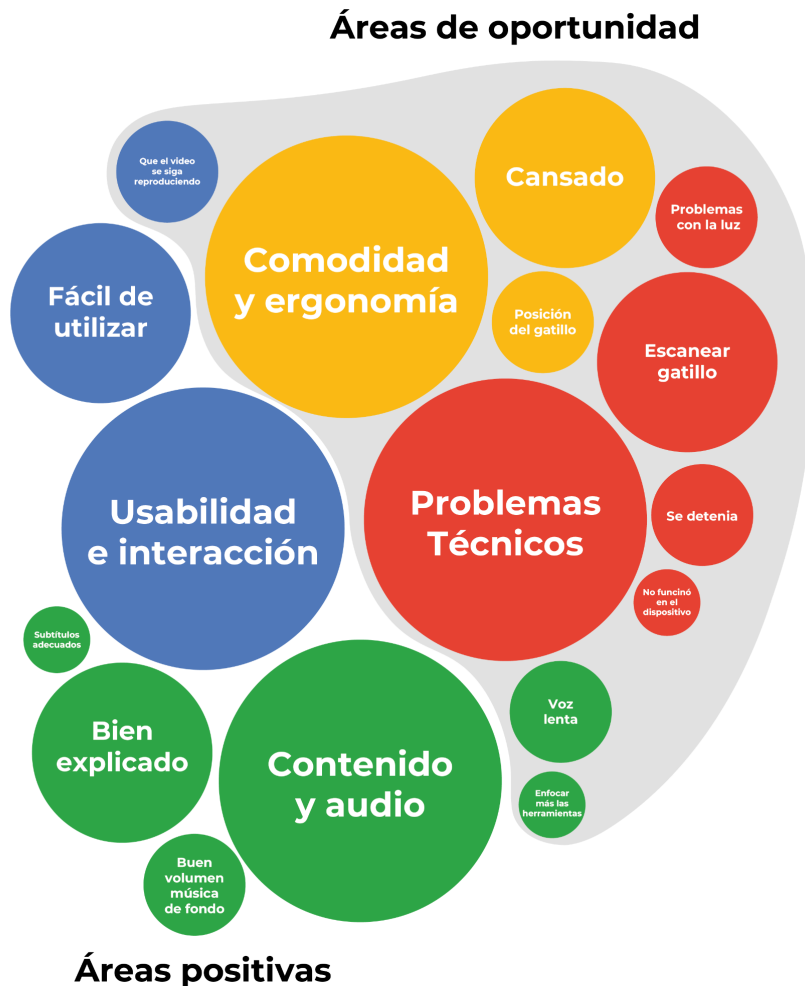 Áreas de oportunidad
Que el video
se siga
reproduciendo
Cansado
Problemas
con la luz
Fácil de
utilizar
Comodidad
y ergonomía
Posición
del gatillo
Escanear
gatillo
Usabilidad
e interacción
Problemas
Técnicos
Se detenia
No funcinó
en el
dispositivo
Subtítulos
adecuados
Bien
explicado
Contenido
y audio
Voz
lenta
Enfocar
más las
herramientas
Buen
volumen
música
de fondo
Áreas positivas